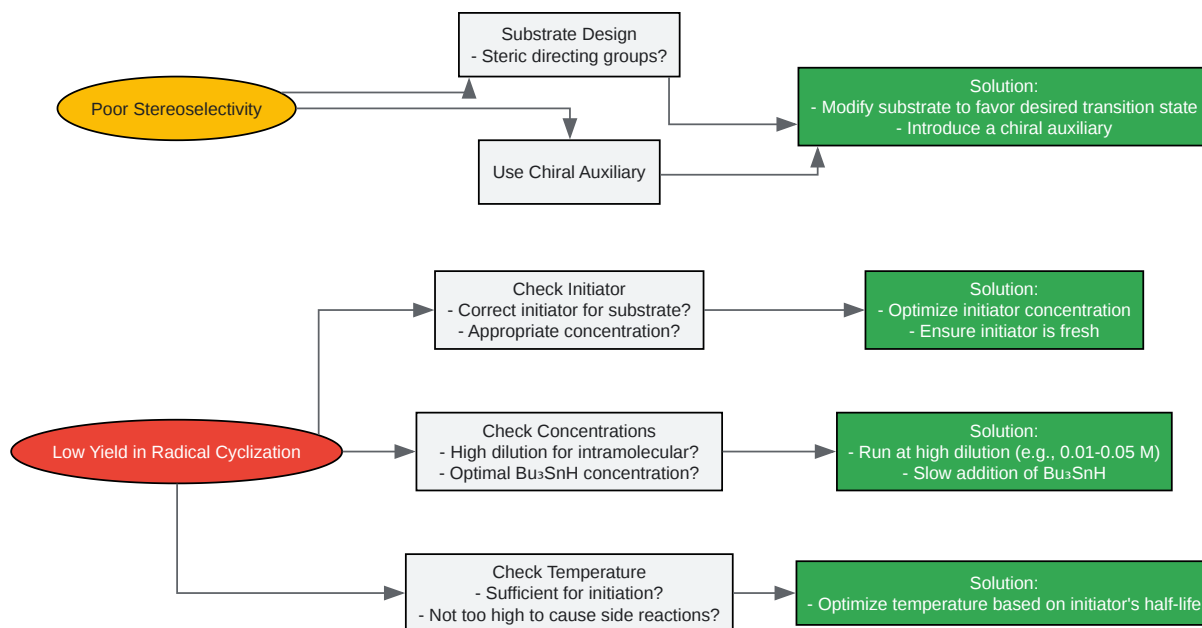 Substrate Design
- Steric directing groups?
Poor Stereoselectivity
Use Chiral Auxiliary
Solution:
- Modify substrate to favor desired transition state
- Introduce a chiral auxiliary
Low Yield in Radical Cyclization
Check Initiator
- Correct initiator for substrate?
- Appropriate concentration?
Solution:
- Optimize initiator concentration
- Ensure initiator is fresh
Check Concentrations
- High dilution for intramolecular?
- Optimal Bu₃SnH concentration?
Solution:
- Run at high dilution (e.g., 0.01-0.05 M)
- Slow addition of Bu₃SnH
Check Temperature
- Sufficient for initiation?
- Not too high to cause side reactions?
Solution:
- Optimize temperature based on initiator's half-life